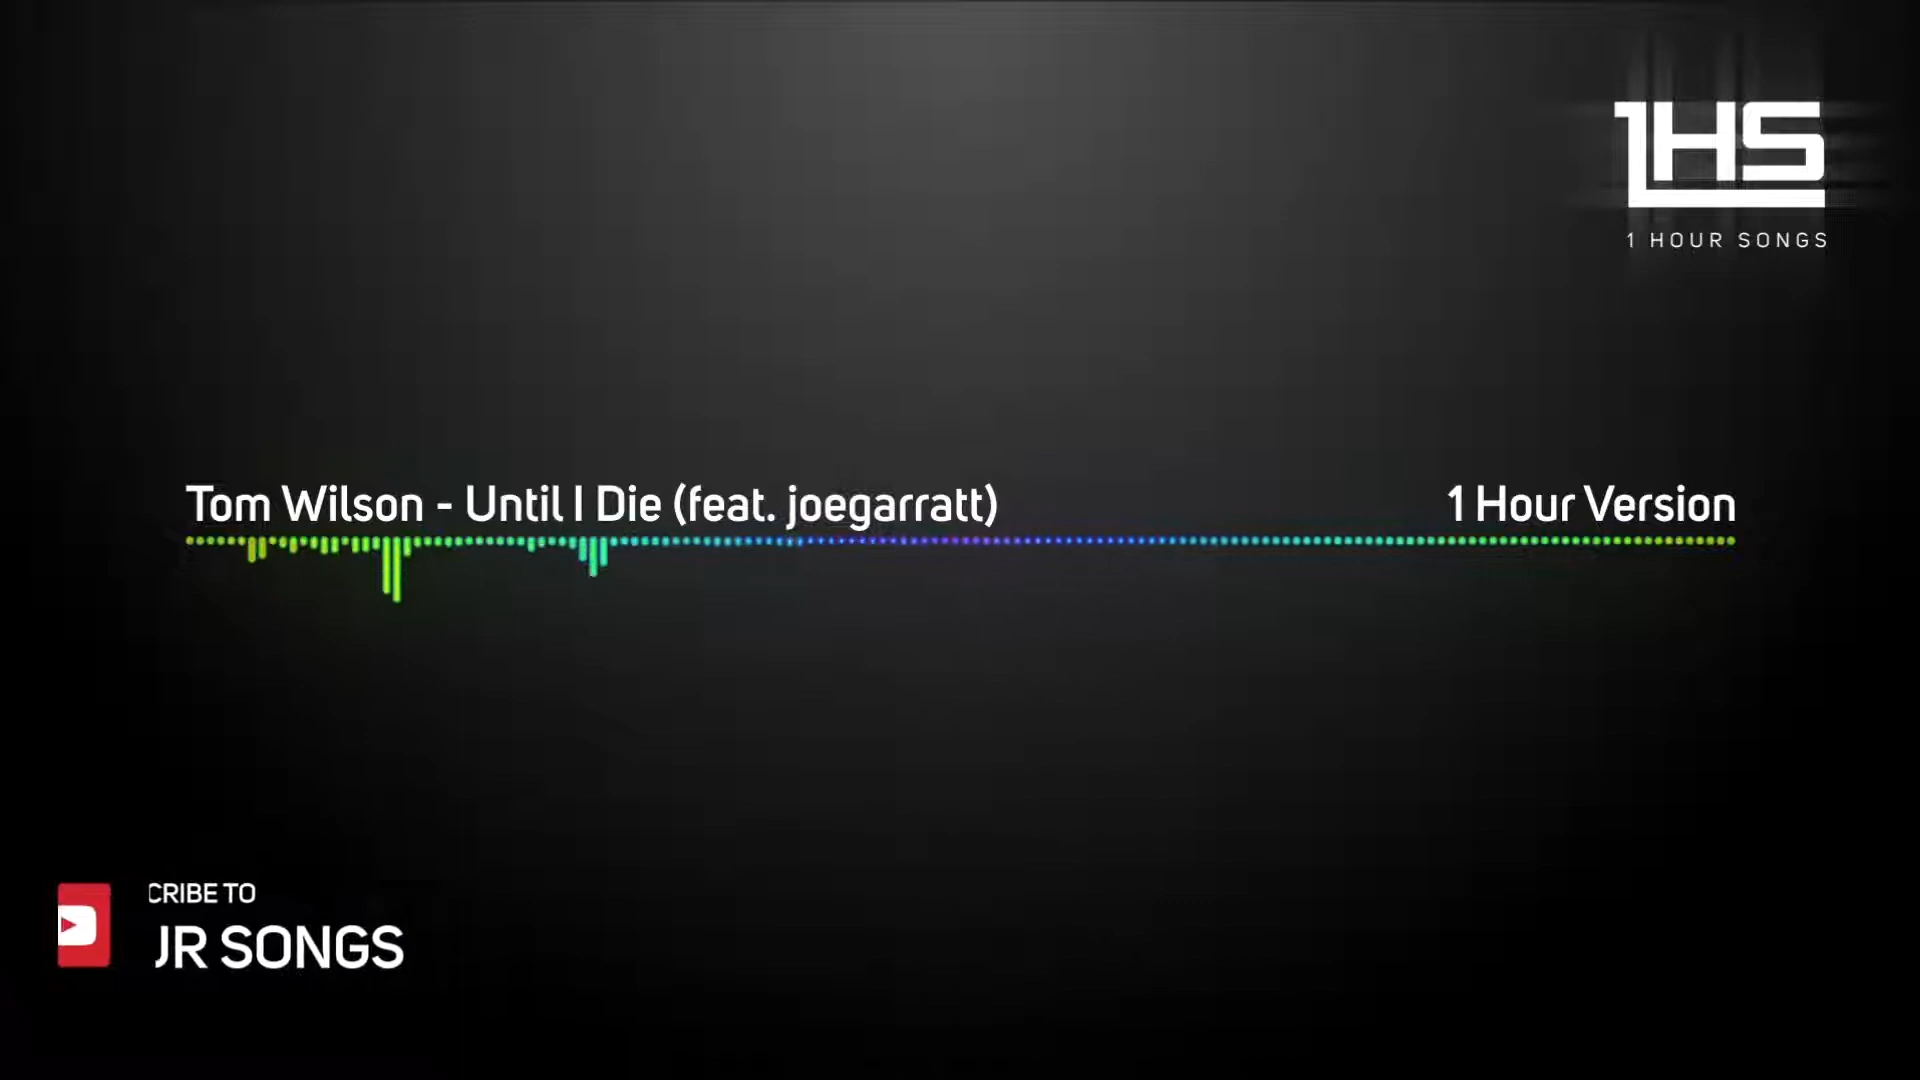 1HS
1 HOUR SONGS
Tom Wilson - Until I Die (feat. joegarratt)
1 Hour Version
CRIBE TO
JR SONGS